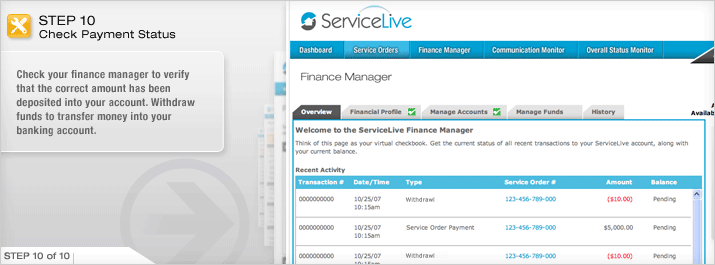 STEP 10
Check Payment Status
Check your finance manager to verify
that the correct amount has been
deposited into your account. Withdraw
funds to transfer money into your
banking account.
STEP 10 of 10
ServiceLive
Dashboard Service Orders Finance Manager Communication Monitor Overall Status Monitor
Finance Manager
Overview Financial Profile Manage Accounts Manage Funds History
Welcome to the ServiceLive Finance Manager
Think of this page as your virtual checkbook. Get the current status of all recent transactions to your ServiceLive account, along with
your current balance.
Recent Activity
Transaction # Date/Time Type Service Order # Amount Balance
0000000000 10/25/07 10:15am Withdrawl 123-456-789-000 ($10.00) Pending
0000000000 10/25/07 10:15am Service Order Payment 123-456-789-000 $5,000.00 Pending
0000000000 10/25/07 Withdrawl 123-456-789-000 ($10.00) Pending